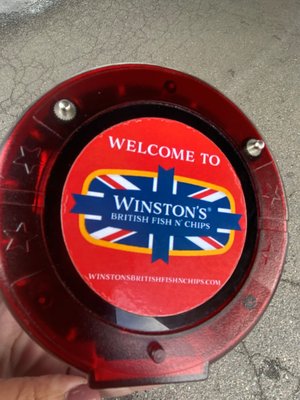 WELCOME TO
WINSTON'S®
BRITISH FISH N' CHIPS
WINSTONSBRITISHFISHNCHIPS.COM